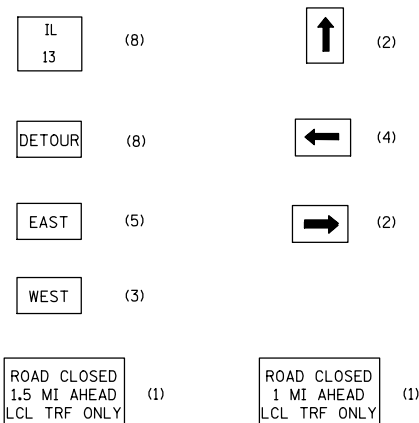 IL
13
(8)
(2)
DETOUR
(8)
(4)
EAST
(5)
(2)
WEST
(3)
ROAD CLOSED
1.5 MI AHEAD
LCL TRF ONLY
(1)
ROAD CLOSED
1 MI AHEAD
LCL TRF ONLY
(1)